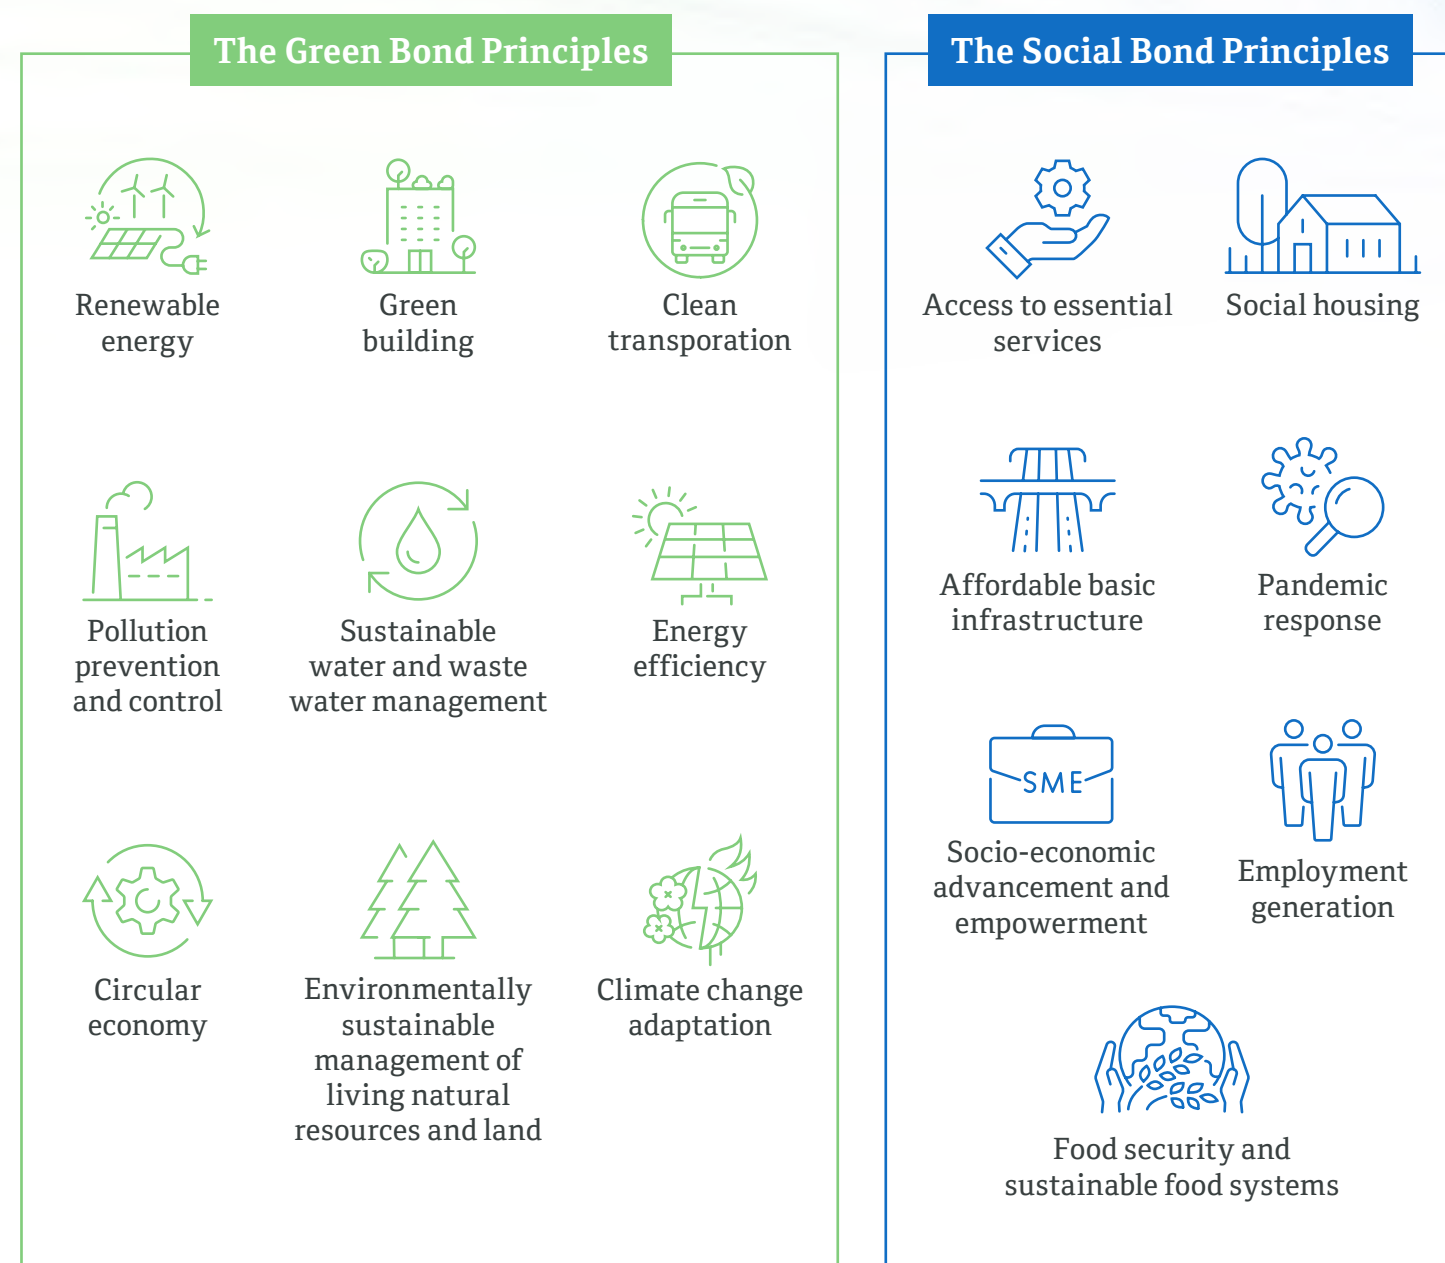 The Green Bond Principles
Renewable
energy
Green
building
Clean
transporation
Pollution
prevention
and control
Sustainable
water and waste
water management
Energy
efficiency
Circular
economy
Environmentally
sustainable
management of
living natural
resources and land
Climate change
adaptation
The Social Bond Principles
Access to essential
services
Social housing
Affordable basic
infrastructure
Pandemic
response
SME
Socio-economic
advancement and
empowerment
Employment
generation
Food security and
sustainable food systems